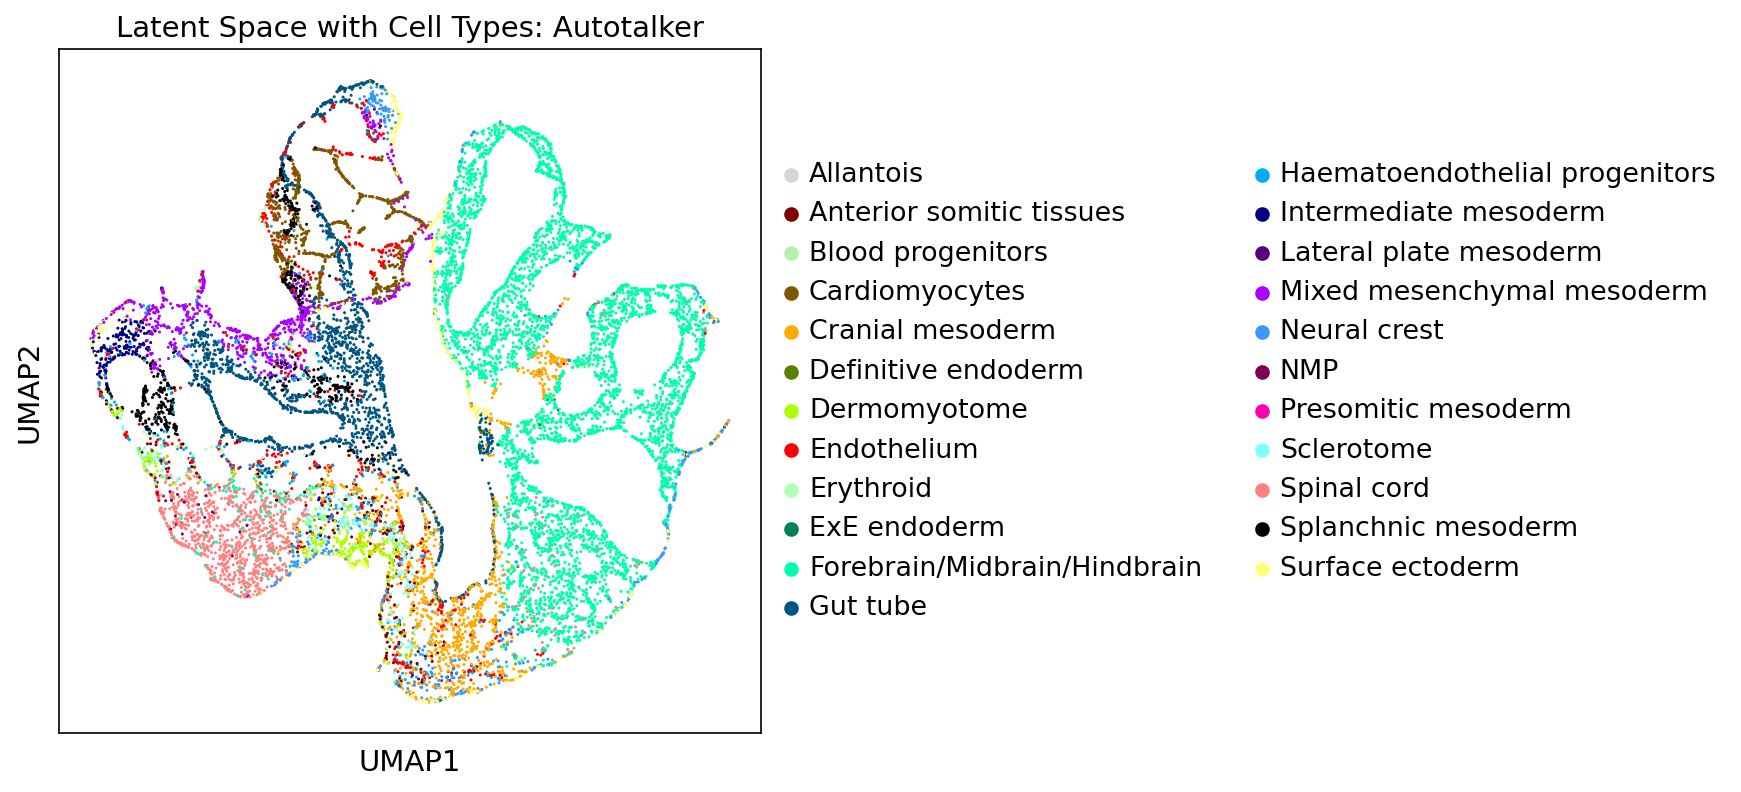 Latent Space with Cell Types: Autotalker
UMAP2
UMAP1
Allantois
Anterior somitic tissues
Blood progenitors
Cardiomyocytes
Cranial mesoderm
Definitive endoderm
Dermomyotome
Endothelium
Erythroid
ExE endoderm
Forebrain/Midbrain/Hindbrain
Gut tube
Haematoendothelial progenitors
Intermediate mesoderm
Lateral plate mesoderm
Mixed mesenchymal mesoderm
Neural crest
NMP
Presomitic mesoderm
Sclerotome
Spinal cord
Splanchnic mesoderm
Surface ectoderm